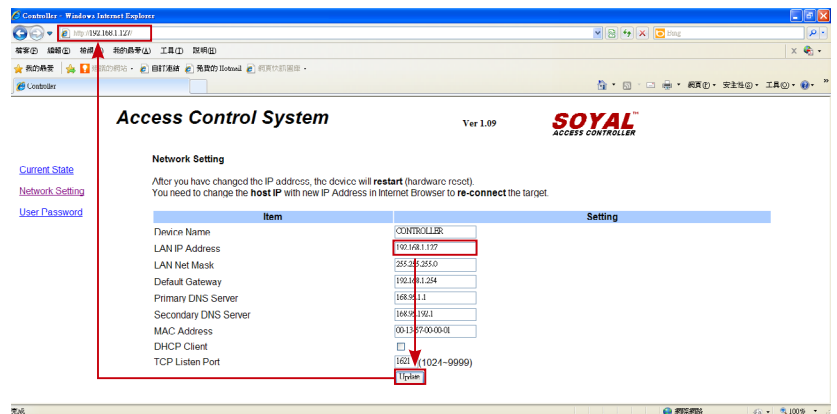 Controller - Windows Internet Explorer
http://192.168.1.127/
Bing
檔案(F) 編輯(E) 檢視(V) 我的最愛(A) 工具(T) 說明(H)
我的最愛 自訂連結 免費的 Hotmail 網頁快訊圖庫
Controller
網頁(P) 安全性(S) 工具(O)
Access Control System Ver 1.09 SOYAL™
ACCESS CONTROLLER
Network Setting
Current State
After you have changed the IP address, the device will restart (hardware reset).
Network Setting
You need to change the host IP with new IP Address in Internet Browser to re-connect the target.
User Password
Item Setting
Device Name CONTROLLER
LAN IP Address 192.168.1.127
LAN Net Mask 255.255.255.0
Default Gateway 192.168.1.254
Primary DNS Server 168.95.1.1
Secondary DNS Server 168.95.192.1
MAC Address 00-13-57-00-00-01
DHCP Client
TCP Listen Port 1621 (1024~9999)
Update
完成 網際網路 100%